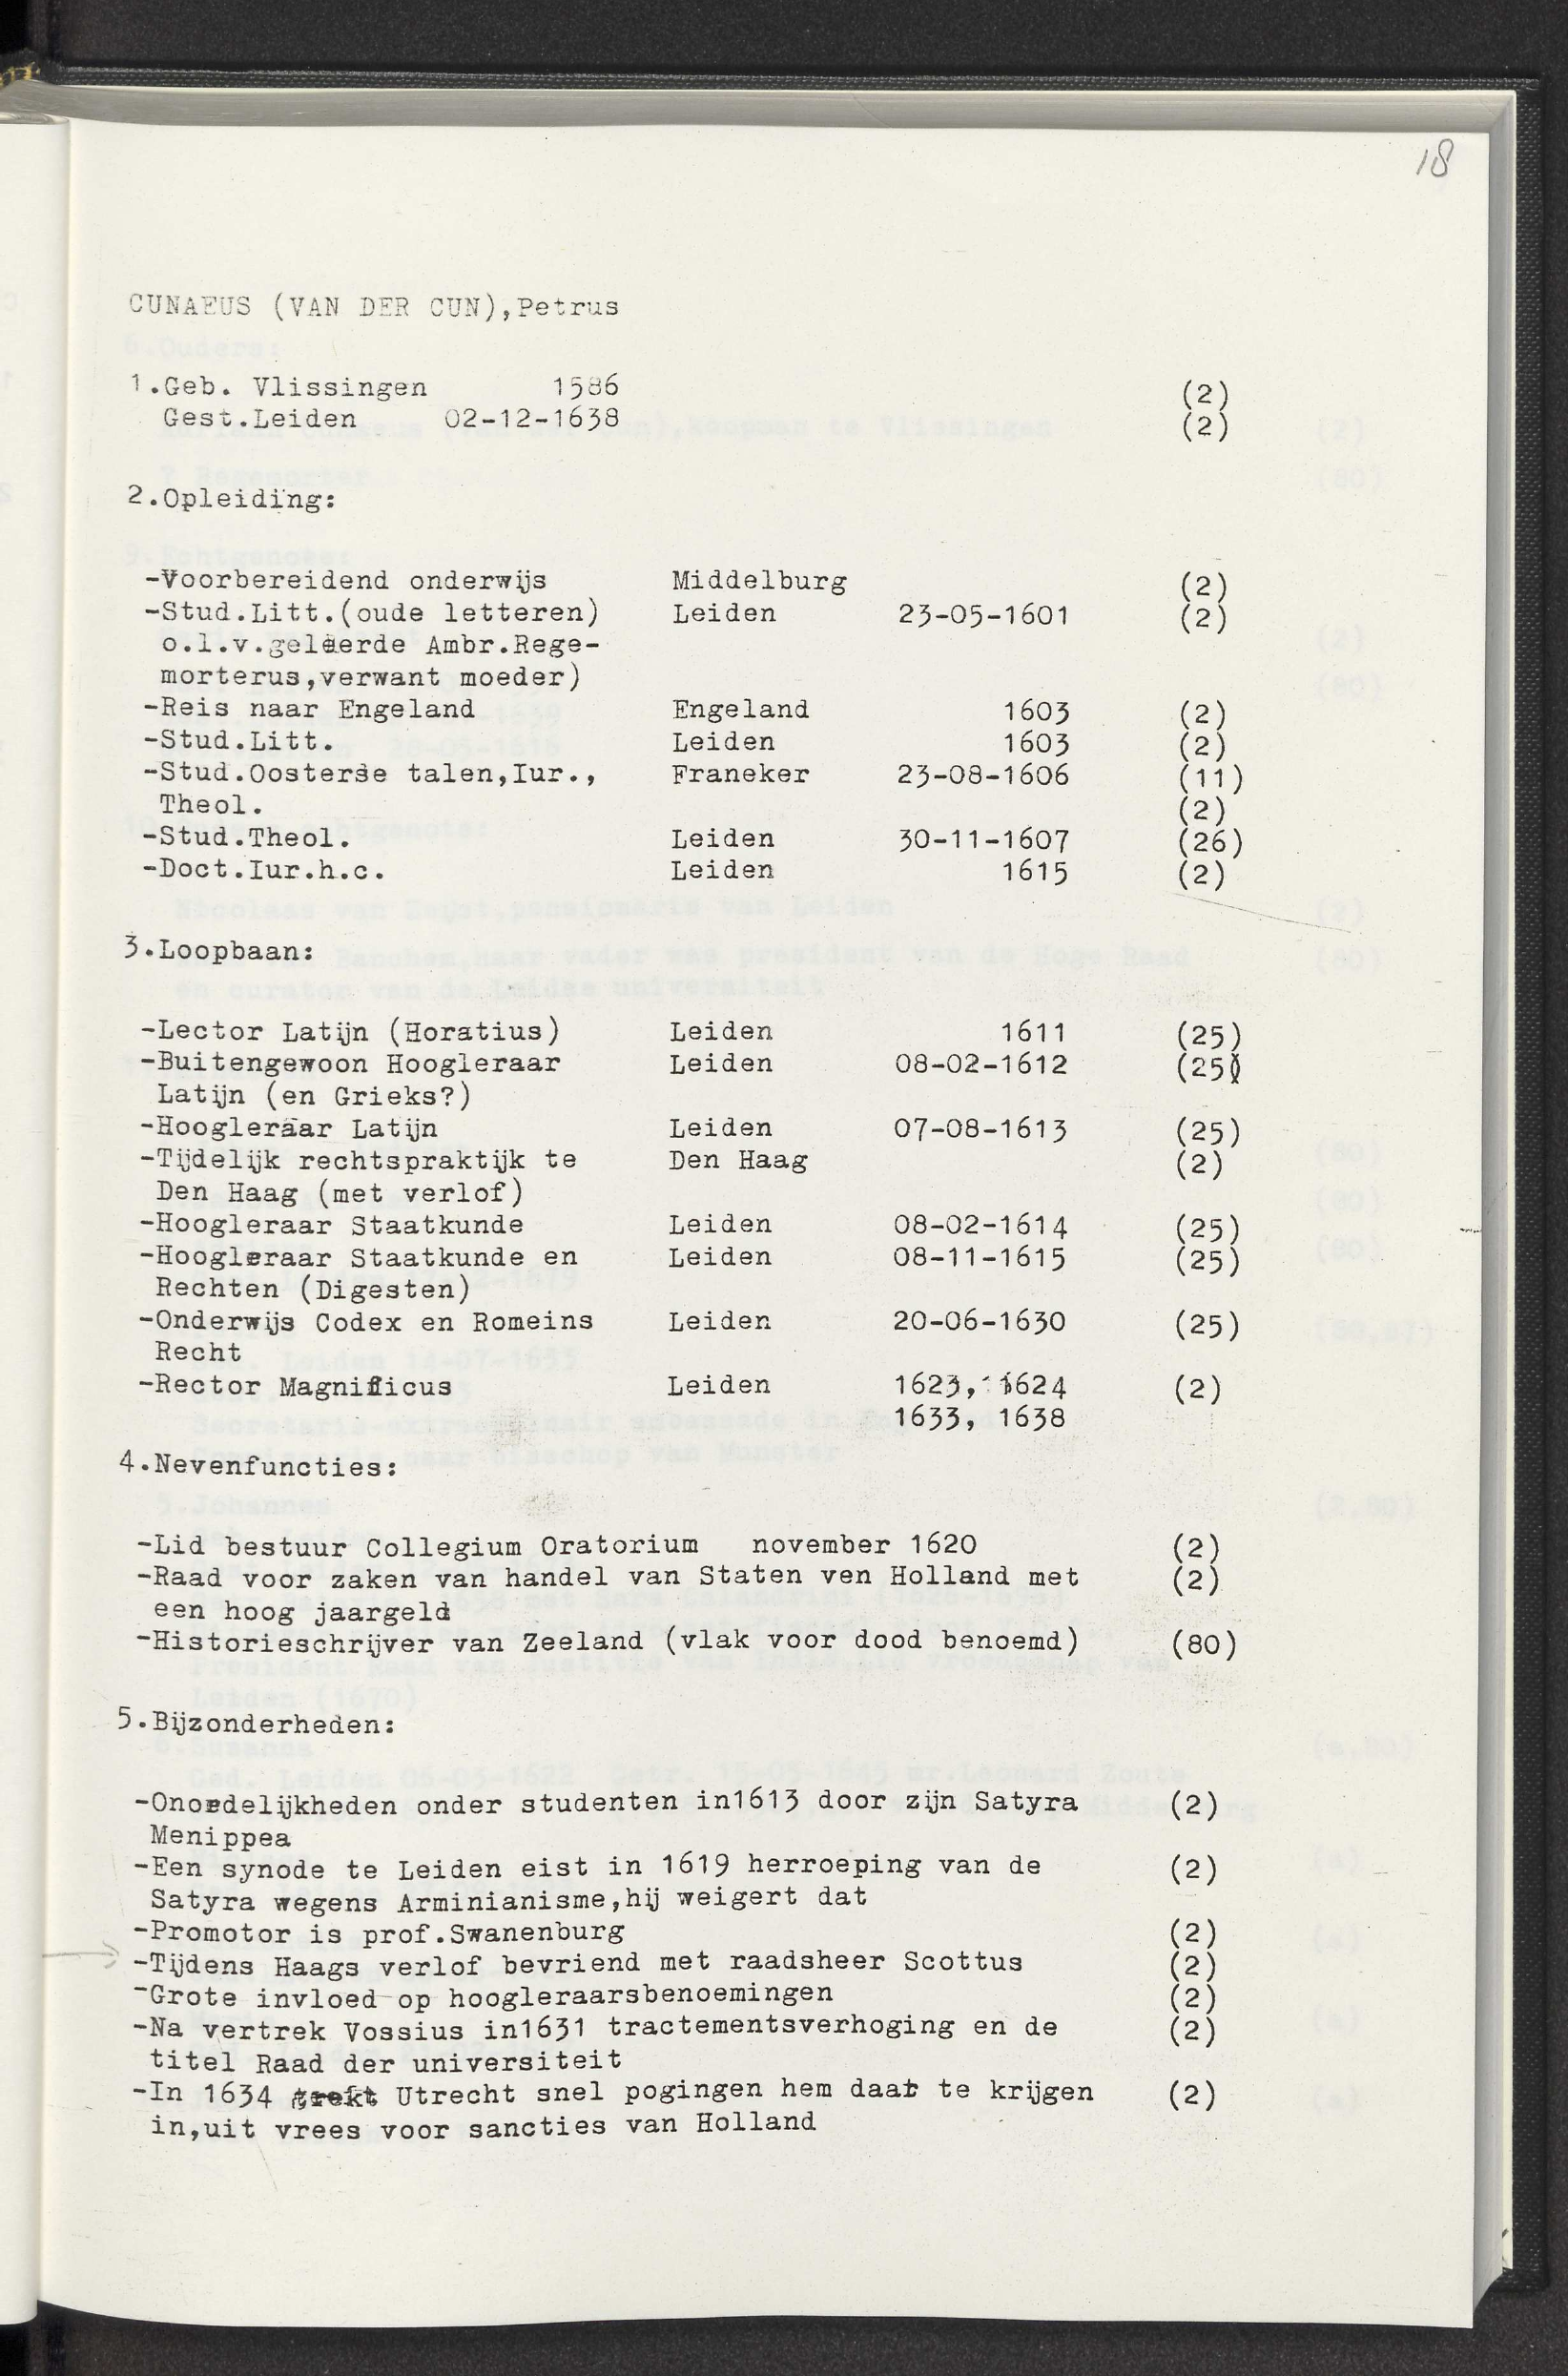 18
CUNAEUS (VAN DER CUN),Petrus
1.Geb. Vlissingen 1586 (2)
Gest.Leiden 02-12-1638 (2)
2.Opleiding:
-Voorbereidend onderwijs Middelburg (2)
-Stud.Litt.(oude letteren) Leiden 23-05-1601 (2)
o.l.v.geleerde Ambr.Rege-
morterus,verwant moeder)
-Reis naar Engeland Engeland 1603 (2)
-Stud.Litt. Leiden 1603 (2)
-Stud.Oosterse talen,Iur., Franeker 23-08-1606 (11)
Theol. (2)
-Stud.Theol. Leiden 30-11-1607 (26)
-Doct.Iur.h.c. Leiden 1615 (2)
3.Loopbaan:
-Lector Latijn (Horatius) Leiden 1611 (25)
-Buitengewoon Hoogleraar Leiden 08-02-1612 (25)
Latijn (en Grieks?)
-Hoogleraar Latijn Leiden 07-08-1613 (25)
-Tijdelijk rechtspraktijk te Den Haag (2)
Den Haag (met verlof)
-Hoogleraar Staatkunde Leiden 08-02-1614 (25)
-Hoogleraar Staatkunde en Leiden 08-11-1615 (25)
Rechten (Digesten)
-Onderwijs Codex en Romeins Leiden 20-06-1630 (25)
Recht
-Rector Magnificus Leiden 1623, 1624 (2)
1633, 1638
4.Nevenfuncties:
-Lid bestuur Collegium Oratorium november 1620 (2)
-Raad voor zaken van handel van Staten ven Holland met (2)
een hoog jaargeld
-Historieschrijver van Zeeland (vlak voor dood benoemd) (80)
5.Bijzonderheden:
-Onordelijkheden onder studenten in1613 door zijn Satyra (2)
Menippea
-Een synode te Leiden eist in 1619 herroeping van de (2)
Satyra wegens Arminianisme,hij weigert dat
-Promotor is prof.Swanenburg (2)
-Tijdens Haags verlof bevriend met raadsheer Scottus (2)
-Grote invloed op hoogleraarsbenoemingen (2)
-Na vertrek Vossius in1631 tractementsverhoging en de (2)
titel Raad der universiteit
-In 1634 trekt Utrecht snel pogingen hem daar te krijgen (2)
in,uit vrees voor sancties van Holland